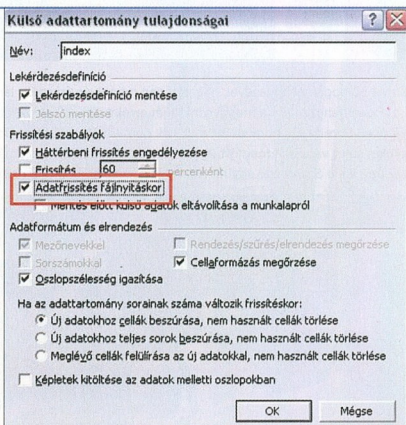 Külső adattartomány tulajdonságai
Név: index
Lekérdezésdefiníció
Lekérdezésdefiníció mentése
Jelszó mentése
Frissítési szabályok
Háttérbeni frissítés engedélyezése
Frissítés 60 percenként
Adatfrissítés fájlnyitáskor
Mentés előtt külső adatok eltávolítása a munkalapról
Adatformátum és elrendezés
Mezőnevekkel Rendezés/szűrés/elrendezés megőrzése
Sorszámokkal Cellaformázás megőrzése
Oszlopszélesség igazítása
Ha az adattartomány sorainak száma változik frissítéskor:
Új adatokhoz cellák beszúrása, nem használt cellák törlése
Új adatokhoz teljes sorok beszúrása, nem használt cellák törlése
Meglévő cellák felülírása az új adatokkal, nem használt cellák törlése
Képletek kitöltése az adatok melletti oszlopokban
OK Mégse